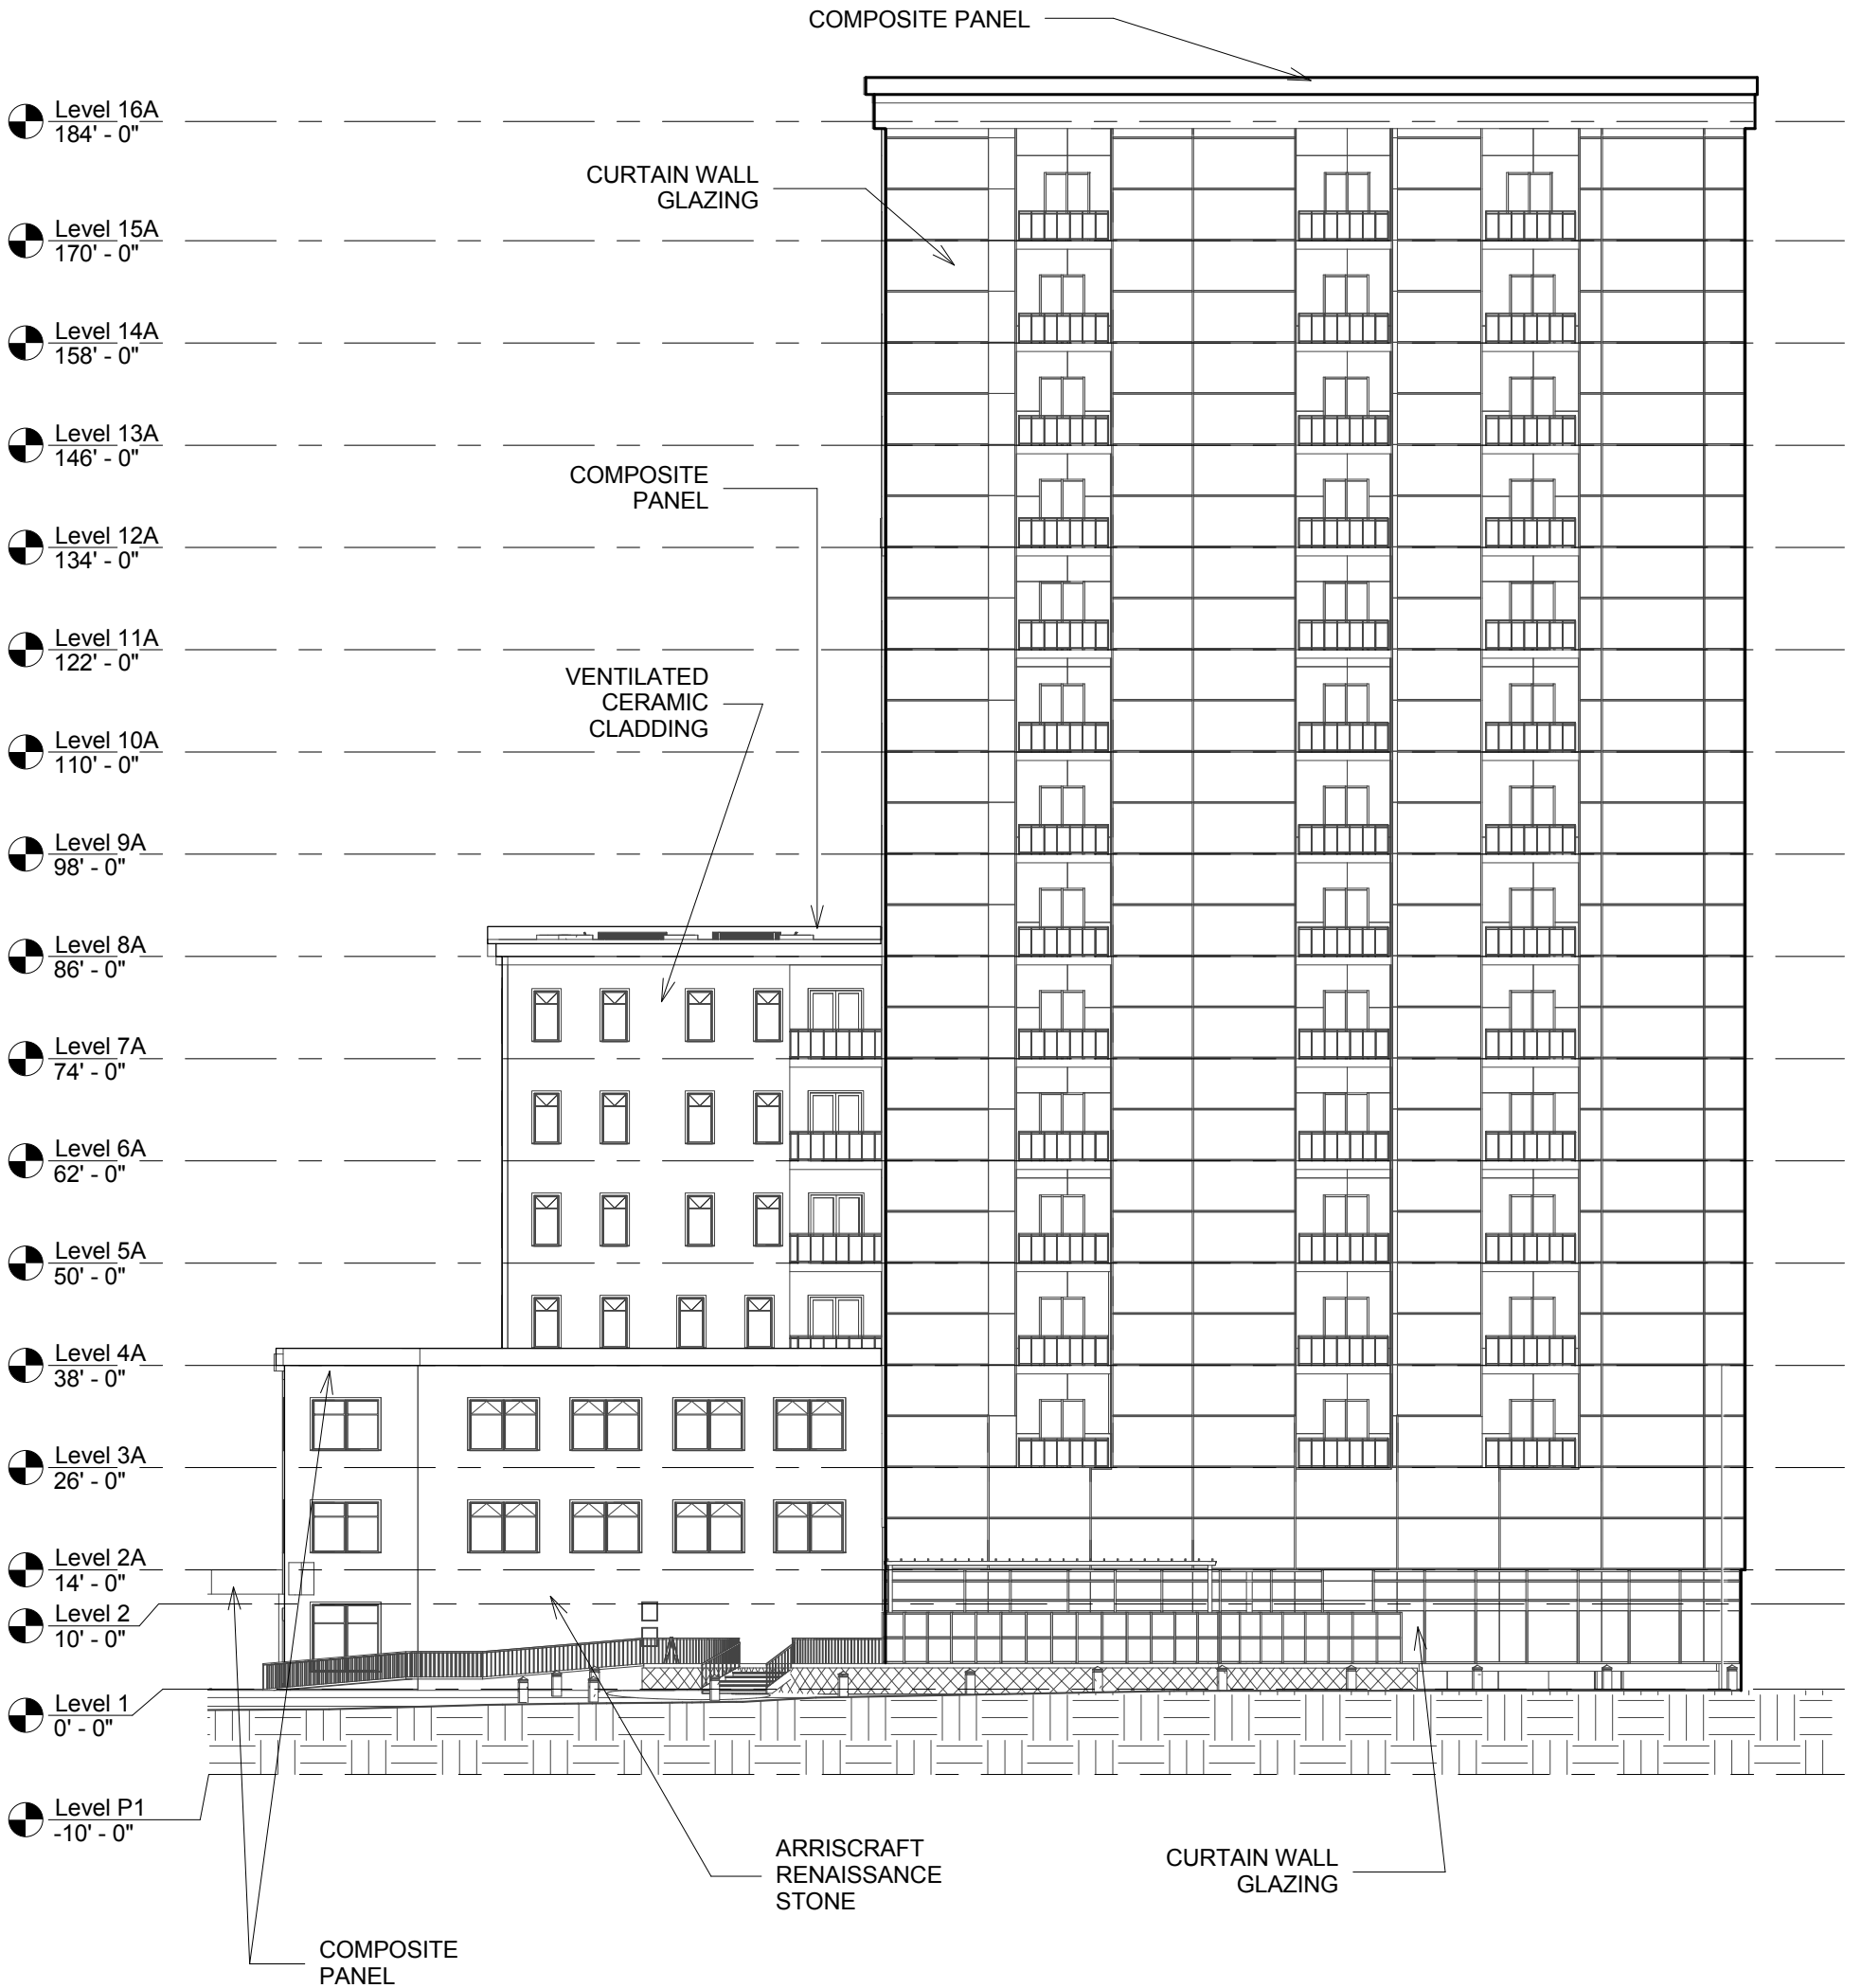 COMPOSITE PANEL
Level 16A
184' - 0"
CURTAIN WALL
GLAZING
Level 15A
170' - 0"
Level 14A
158' - 0"
Level 13A
146' - 0"
COMPOSITE
PANEL
Level 12A
134' - 0"
Level 11A
122' - 0"
VENTILATED
CERAMIC
CLADDING
Level 10A
110' - 0"
Level 9A
98' - 0"
Level 8A
86' - 0"
Level 7A
74' - 0"
Level 6A
62' - 0"
Level 5A
50' - 0"
Level 4A
38' - 0"
Level 3A
26' - 0"
Level 2A
14' - 0"
Level 2
10' - 0"
Level 1
0' - 0"
Level P1
-10' - 0"
ARRISCRAFT
RENAISSANCE
STONE
CURTAIN WALL
GLAZING
COMPOSITE
PANEL